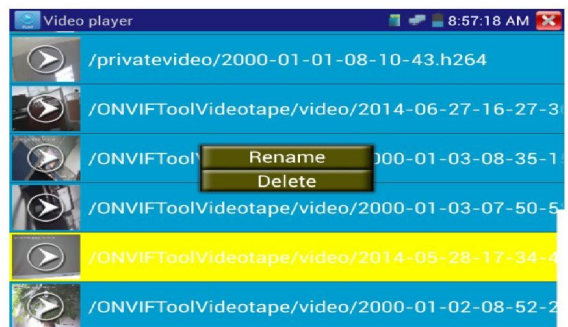 Video player 8:57:18 AM
/privatevideo/2000-01-01-08-10-43.h264
/ONVIFToolVideotape/video/2014-06-27-16-27-3
/ONVIFTool 000-01-03-08-35-1
Rename
Delete
/ONVIFToolVideotape/video/2000-01-03-07-50-5
/ONVIFToolVideotape/video/2014-05-28-17-34-4
/ONVIFToolVideotape/video/2000-01-02-08-52-2